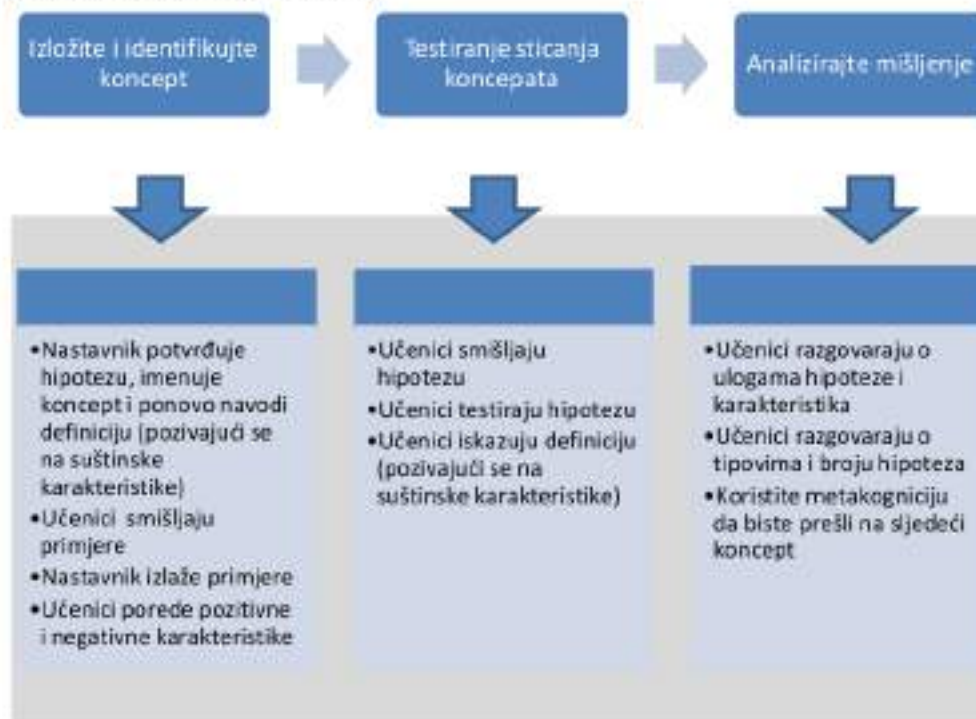 Izložite i identifikujte
koncept
Testiranje sticanja
koncepata
Analizirajte mišljenje
•Nastavnik potvrđuje
hipotezu, imenuje
koncept i ponovo navodi
definiciju (pozivajući se
na suštinske
karakteristike)
•Učenici smišljaju
primjere
•Nastavnik izlaže primjere
•Učenici porede pozitivne
i negativne karakteristike
•Učenici smišljaju
hipotezu
•Učenici testiraju hipotezu
•Učenici iskazuju definiciju
(pozivajući se na
suštinske karakteristike)
•Učenici razgovaraju o
ulogama hipoteze i
karakteristika
•Učenici razgovaraju o
tipovima i broju hipoteza
•Koristite metakogniciju
da biste prešli na sljedeći
koncept